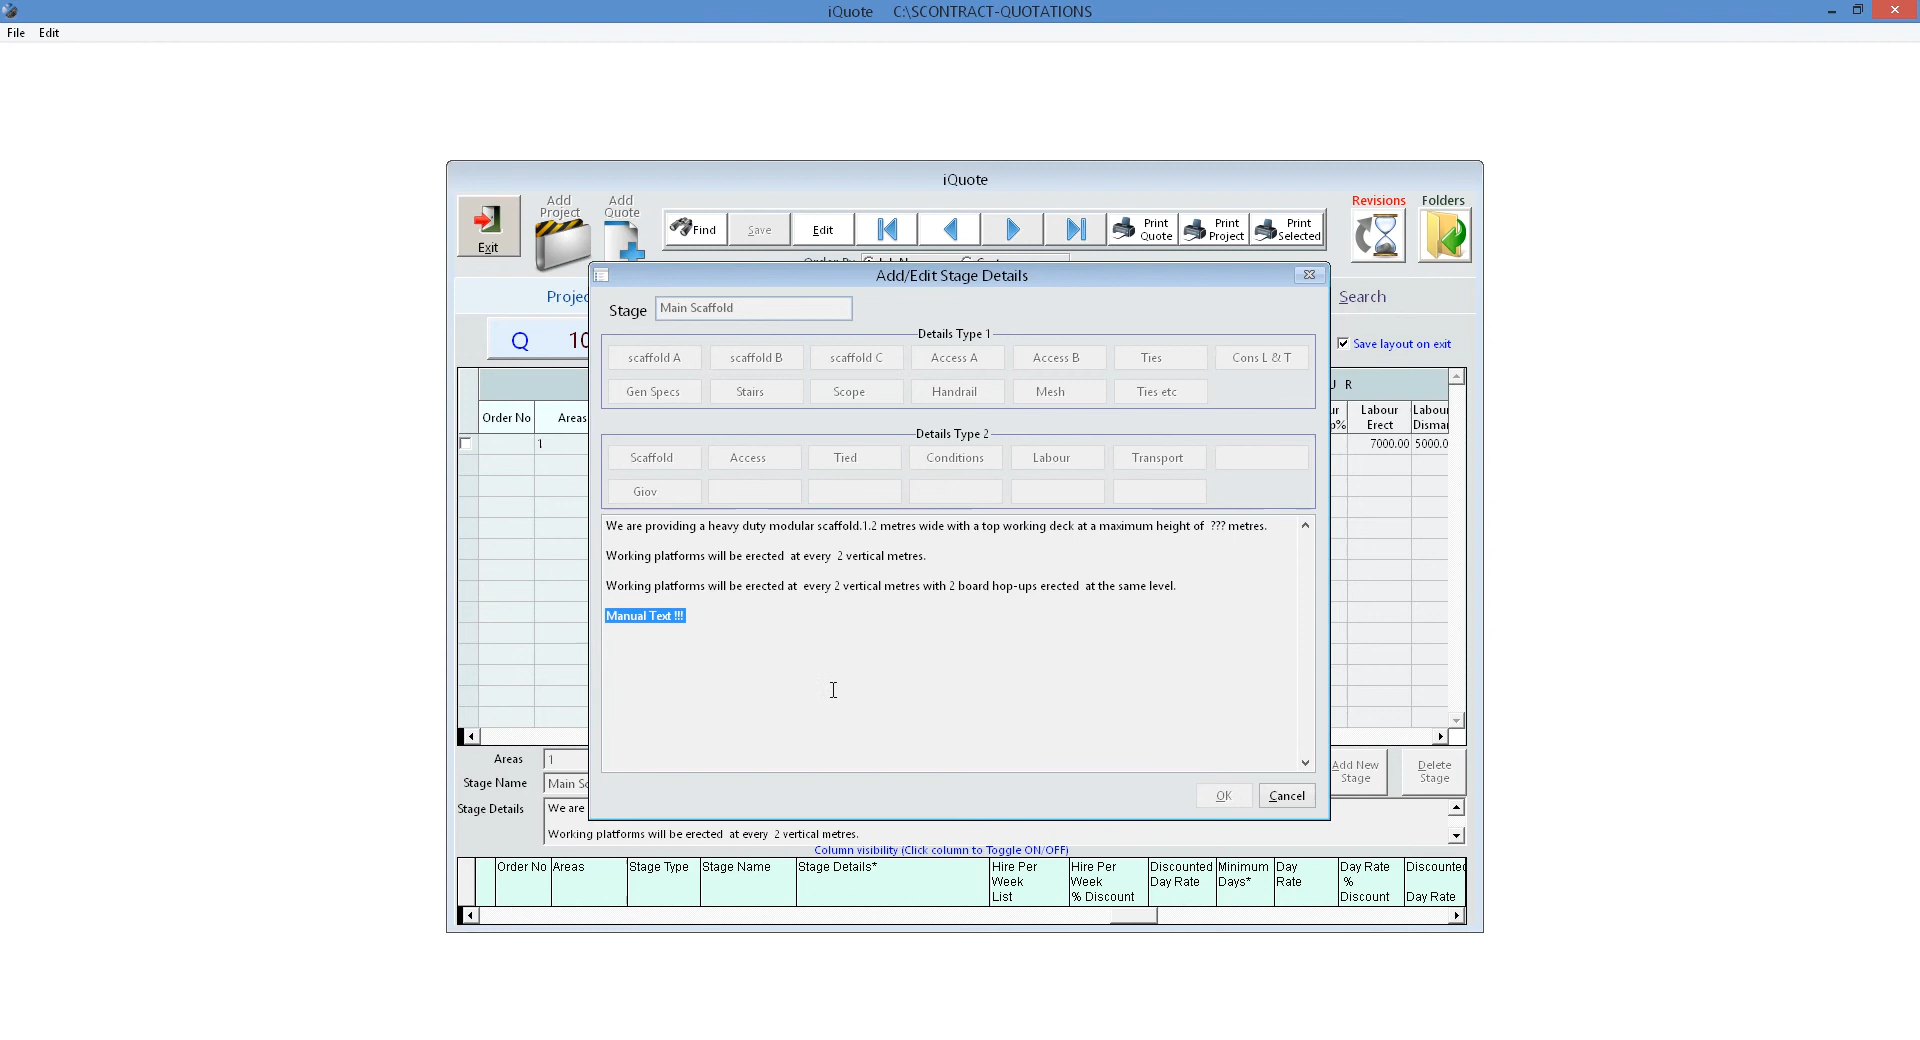 iQuote C:\SCONTRACT-QUOTATIONS
File Edit
iQuote
Exit
Add Project
Add Quote
Find
Save
Edit
Print Quote
Print Project
Print Selected
Revisions
Folders
Add/Edit Stage Details
Search
Q
Save layout on exit
Stage Main Scaffold
Details Type 1
scaffold A scaffold B scaffold C Access A Access B Ties Cons L & T
Gen Specs Stairs Scope Handrail Mesh Ties etc
Details Type 2
Scaffold Access Tied Conditions Labour Transport
Giov
Order No Areas
Labour Erect
1 7000.00
We are providing a heavy duty modular scaffold.1.2 metres wide with a top working deck at a maximum height of ??? metres.
Working platforms will be erected at every 2 vertical metres.
Working platforms will be erected at every 2 vertical metres with 2 board hop-ups erected at the same level.
Manual Text !!!
OK Cancel
Areas 1
Stage Name Main
Stage Details We are
Working platforms will be erected at every 2 vertical metres.
Add New Stage
Delete Stage
Column visibility (Click column to Toggle ON/OFF)
Order No Areas Stage Type Stage Name Stage Details* Hire Per Discounted Minimum Day Day Rate Discounted
Week Day Rate Days* Rate %
List % Discount Discount Day Rate